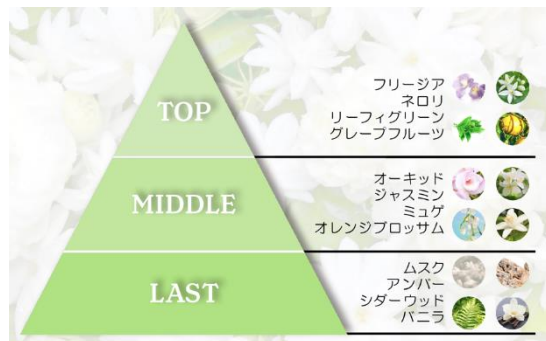 TOP
フリージア
ネロリ
リーフィグリーン
グレープフルーツ
MIDDLE
オーキッド
ジャスミン
ミュゲ
オレンジブロッサム
LAST
ムスク
アンバー
シダーウッド
バニラ